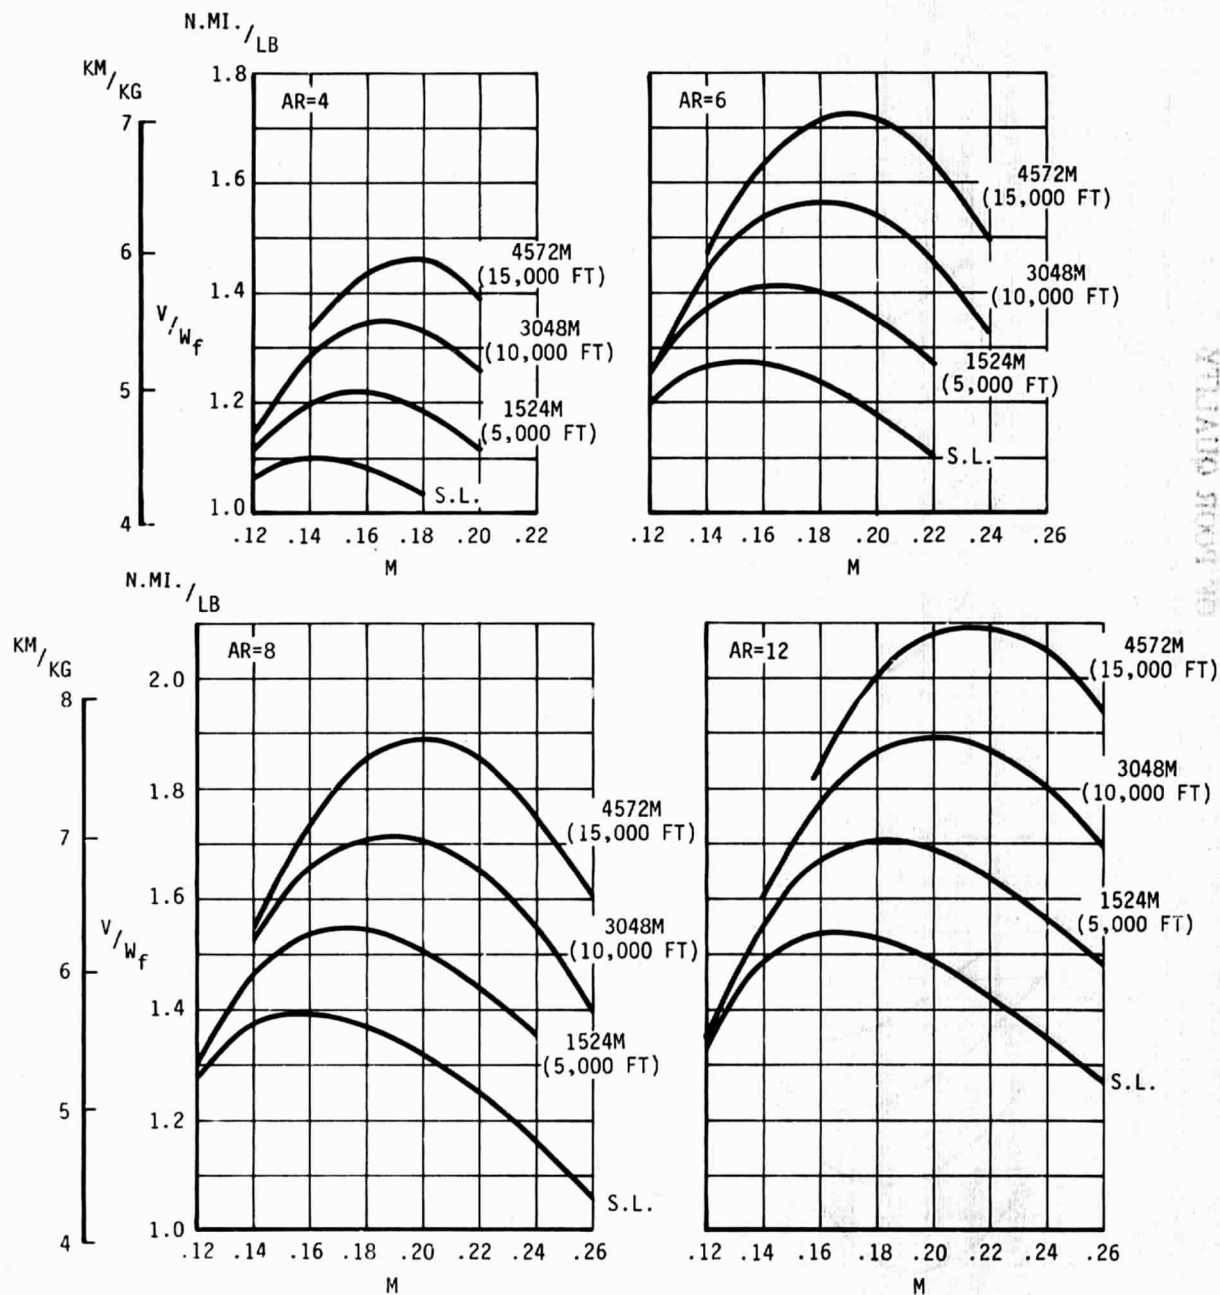 N.MI./LB
KM/KG
1.8
AR=4
AR=6
7
1.6
4572M
(15,000 FT)
6
4572M
(15,000 FT)
1.4
3048M
(10,000 FT)
V/Wf
3048M
(10,000 FT)
5
1.2
1524M
(5,000 FT)
1524M
(5,000 FT)
S.L.
S.L.
1.0
4
.12 .14 .16 .18 .20 .22
.12 .14 .16 .18 .20 .22 .24 .26
M
M
OF POOR QUALITY
N.MI./LB
KM/KG
AR=8
AR=12
4572M
(15,000 FT)
2.0
8
1.8
3048M
(10,000 FT)
4572M
(15,000 FT)
7
1.6
1524M
(5,000 FT)
V/Wf
3048M
(10,000 FT)
6
1.4
1524M
(5,000 FT)
S.L.
5
1.2
S.L.
1.0
4
.12 .14 .16 .18 .20 .22 .24 .26
.12 .14 .16 .18 .20 .22 .24 .26
M
M